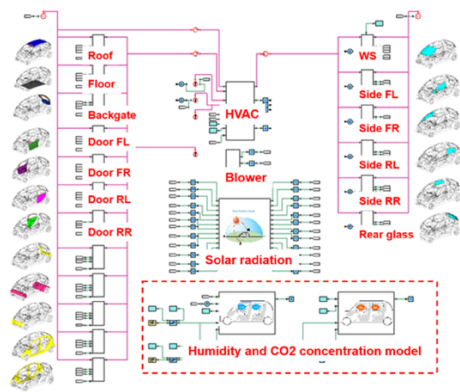 Roof
Floor
Backgate
Door FL
Door FR
Door RL
Door RR
HVAC
Blower
Solar radiation
WS
Side FL
Side FR
Side RL
Side RR
Rear glass
Humidity and CO2 concentration model